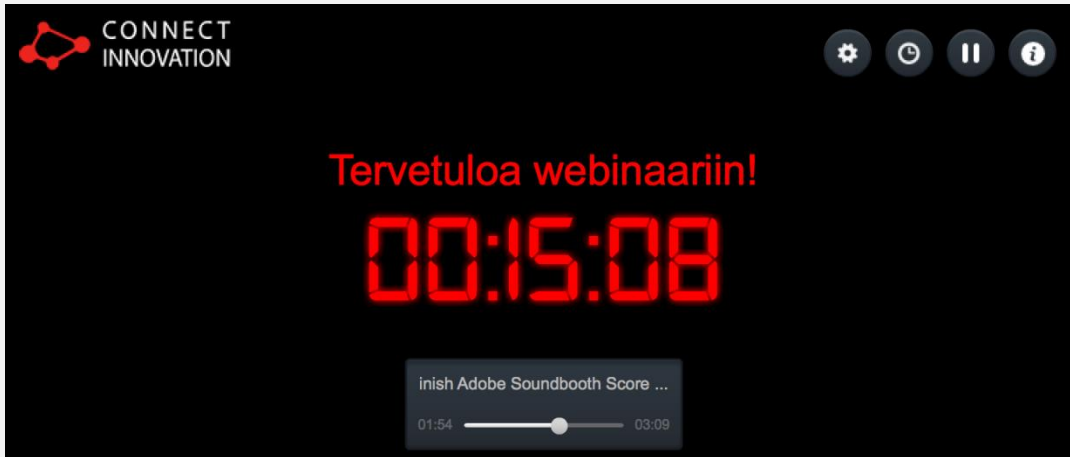 CONNECT
INNOVATION
Tervetuloa webinaariin!
00:15:08
inish Adobe Soundbooth Score ...
01:54 03:09